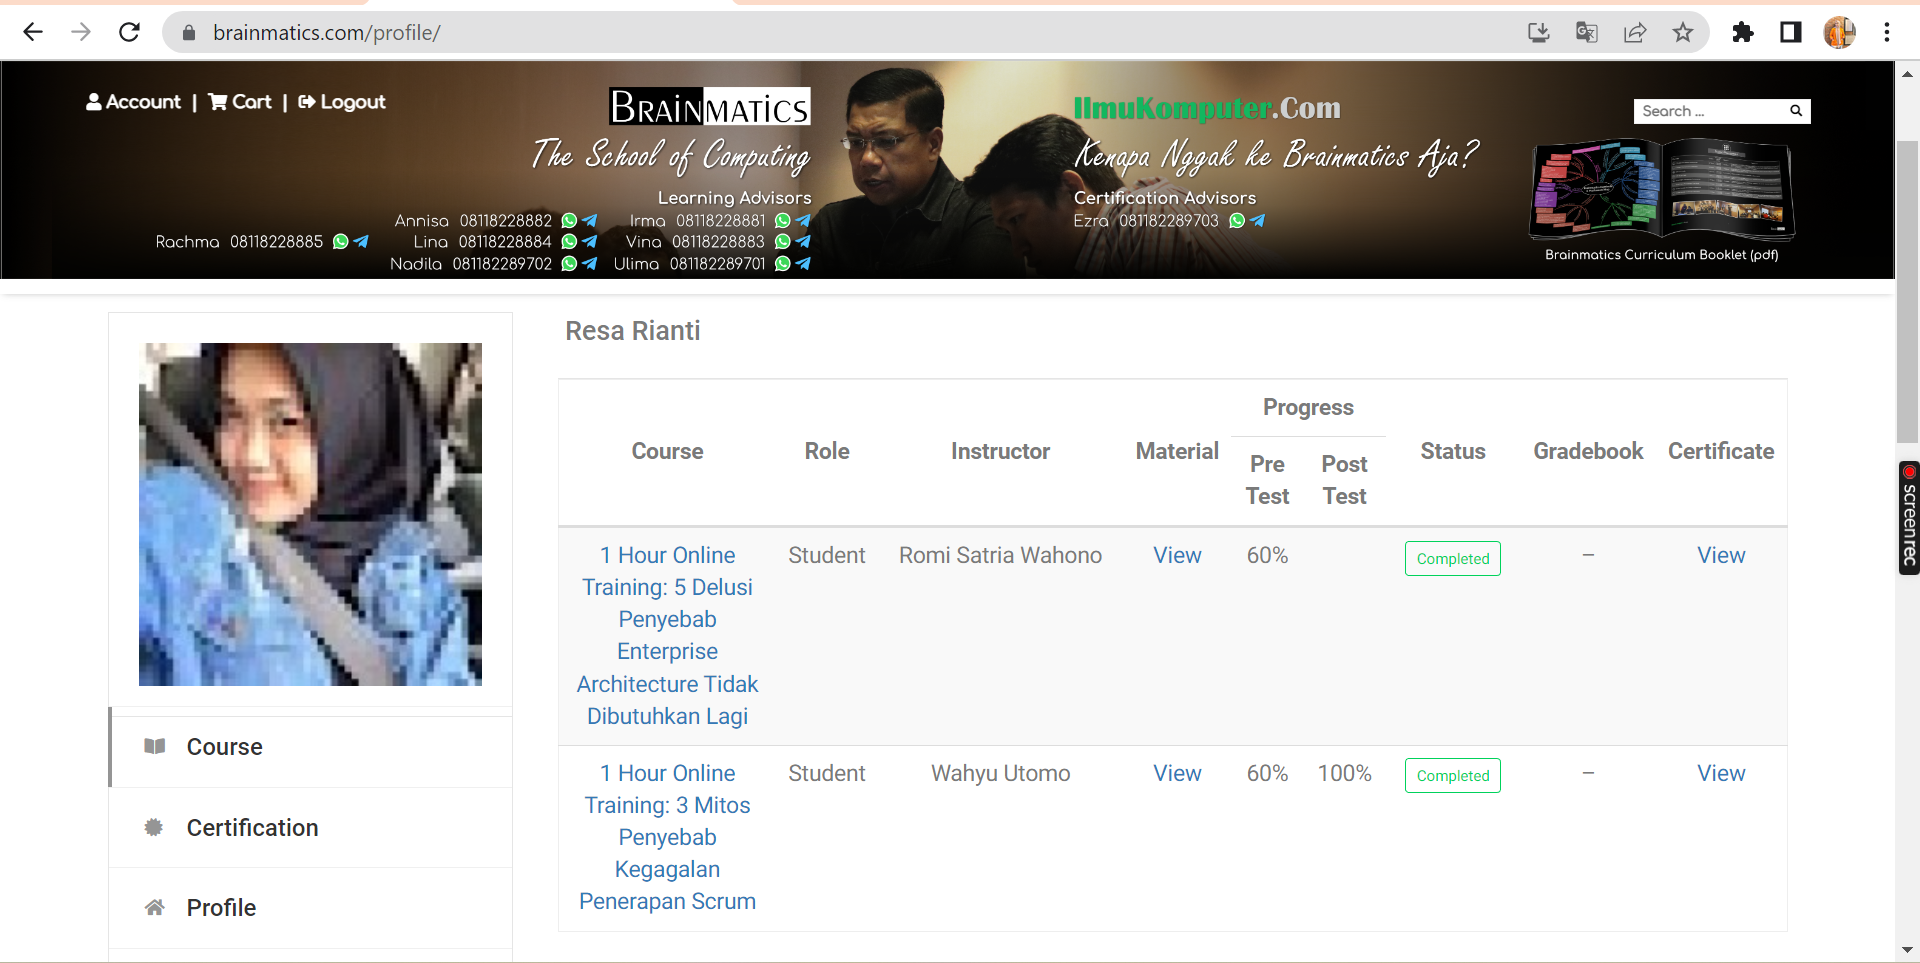 brainmatics.com/profile/
Account | Cart | Logout
BRAINMATICS
The School of Computing
Learning Advisors
Annisa 08118228882 Irma 08118228881
Rachma 08118228885 Lina 08118228884 Vina 08118228883
Nadila 081182289702 Ulima 081182289701
IlmuKomputer.Com
Kenapa Nggak ke Brainmatics Aja?
Certification Advisors
Ezra 081182289703
Search ...
Brainmatics Curriculum Booklet (pdf)
Course
Certification
Profile
Resa Rianti
Progress
Course Role Instructor Material Status Gradebook Certificate
Pre Post
Test Test
1 Hour Online Student Romi Satria Wahono View 60% Completed – View
Training: 5 Delusi
Penyebab
Enterprise
Architecture Tidak
Dibutuhkan Lagi
1 Hour Online Student Wahyu Utomo View 60% 100% Completed – View
Training: 3 Mitos
Penyebab
Kegagalan
Penerapan Scrum
screenrec